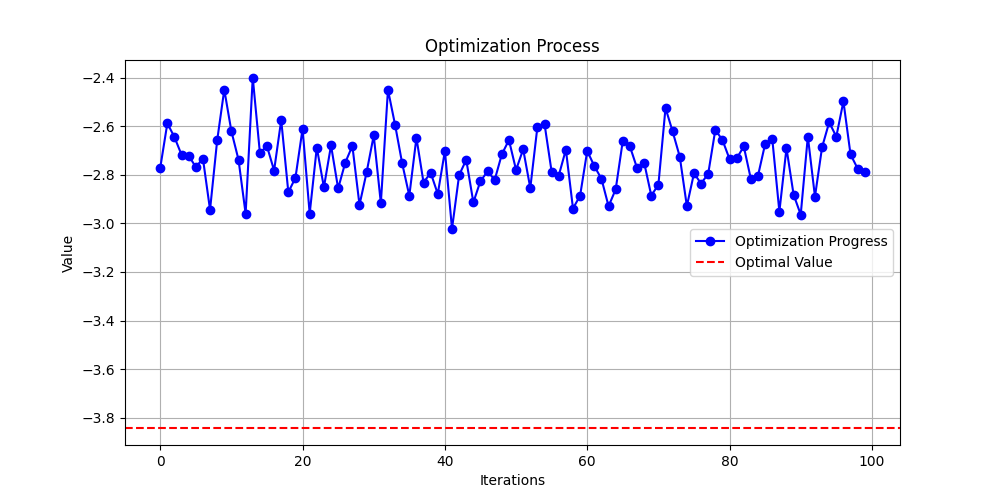 Optimization Process
Value
−2.4
−2.6
−2.8
−3.0
−3.2
−3.4
−3.6
−3.8
Optimization Progress
Optimal Value
0 20 40 60 80 100
Iterations